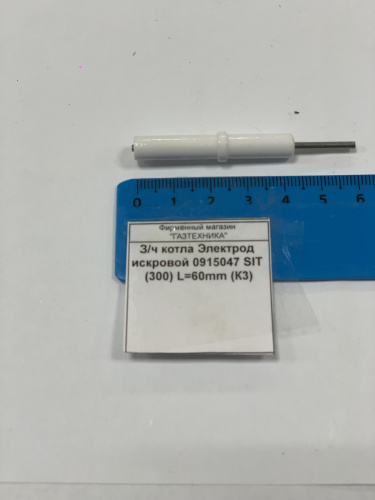 0 1 2 3 4 5 6
Фирменный магазин
"ГАЗТЕХНИКА"
З/ч котла Электрод
искровой 0915047 SIT
(300) L=60mm (К3)